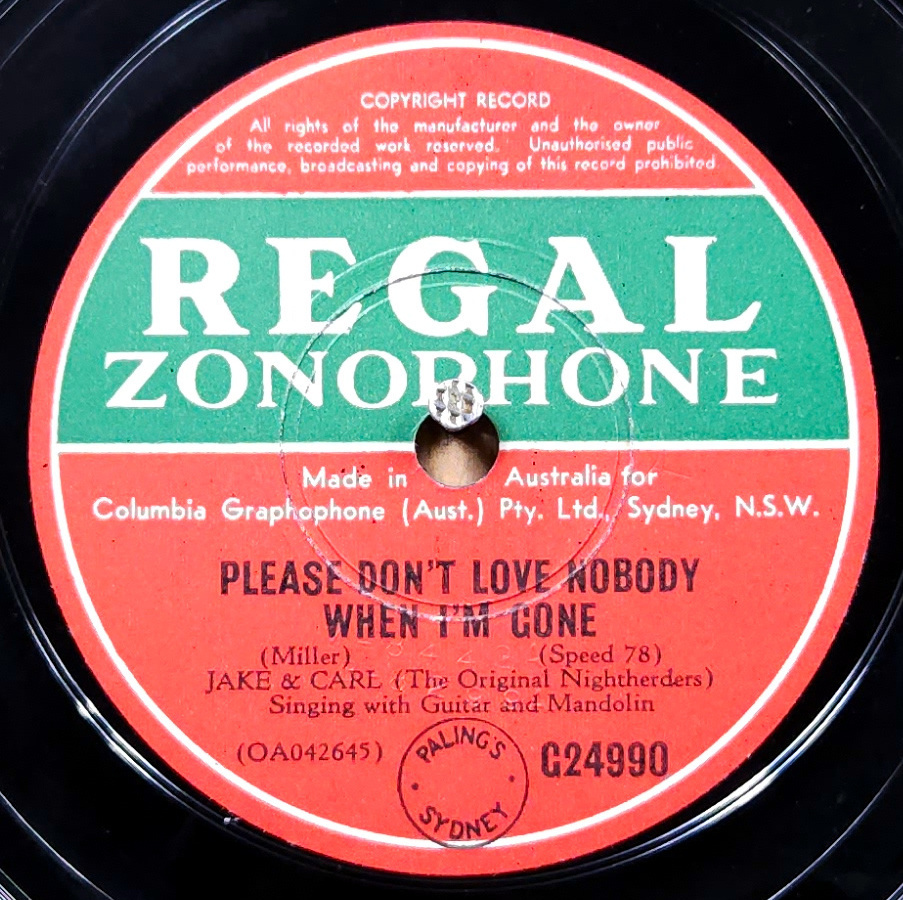 COPYRIGHT RECORD
All rights of the manufacturer and the owner
of the recorded work reserved. Unauthorised public
performance, broadcasting and copying of this record prohibited
REGAL
ZONOPHONE
Made in Australia for
Columbia Graphophone (Aust.) Pty. Ltd., Sydney, N.S.W.
PLEASE DON'T LOVE NOBODY
WHEN I'M GONE
(Miller) (Speed 78)
JAKE & CARL (The Original Nightherders)
Singing with Guitar and Mandolin
(OA042645) G24990
PALING'S
SYDNEY